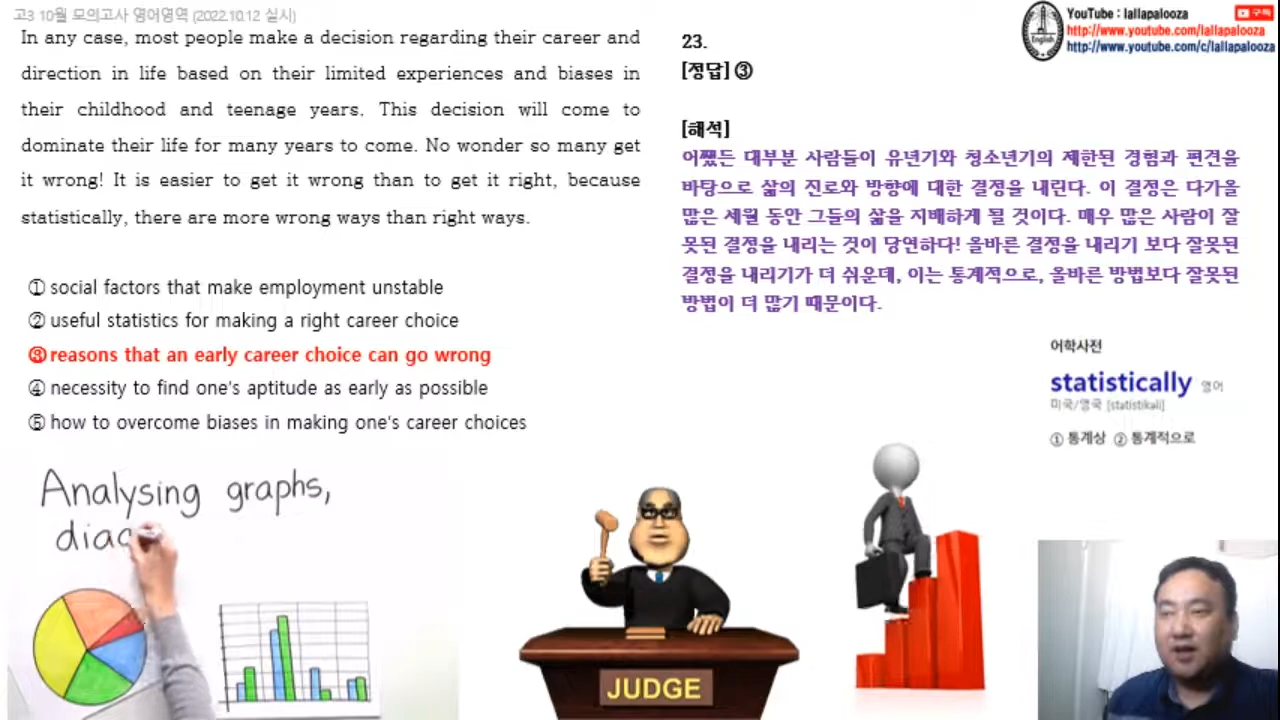 고3 10월 모의고사 영어영역 (2022.10.12 실시)
In any case, most people make a decision regarding their career and
direction in life based on their limited experiences and biases in
their childhood and teenage years. This decision will come to
dominate their life for many years to come. No wonder so many get
it wrong! It is easier to get it wrong than to get it right, because
statistically, there are more wrong ways than right ways.
① social factors that make employment unstable
② useful statistics for making a right career choice
③ reasons that an early career choice can go wrong
④ necessity to find one's aptitude as early as possible
⑤ how to overcome biases in making one's career choices
Analysing graphs,
diag
JUDGE
23.
[정답] ③
[해석]
어쨌든 대부분 사람들이 유년기와 청소년기의 제한된 경험과 편견을
바탕으로 삶의 진로와 방향에 대한 결정을 내린다. 이 결정은 다가올
많은 세월 동안 그들의 삶을 지배하게 될 것이다. 매우 많은 사람이 잘
못된 결정을 내리는 것이 당연하다! 올바른 결정을 내리기 보다 잘못된
결정을 내리기가 더 쉬운데, 이는 통계적으로, 올바른 방법보다 잘못된
방법이 더 많기 때문이다.
어학사전
statistically 영어
미국/영국 [statistikəli]
① 통계상 ② 통계적으로
English
YouTube : lallapalooza
구독
http://www.youtube.com/lallapalooza
http://www.youtube.com/c/lallapalooza